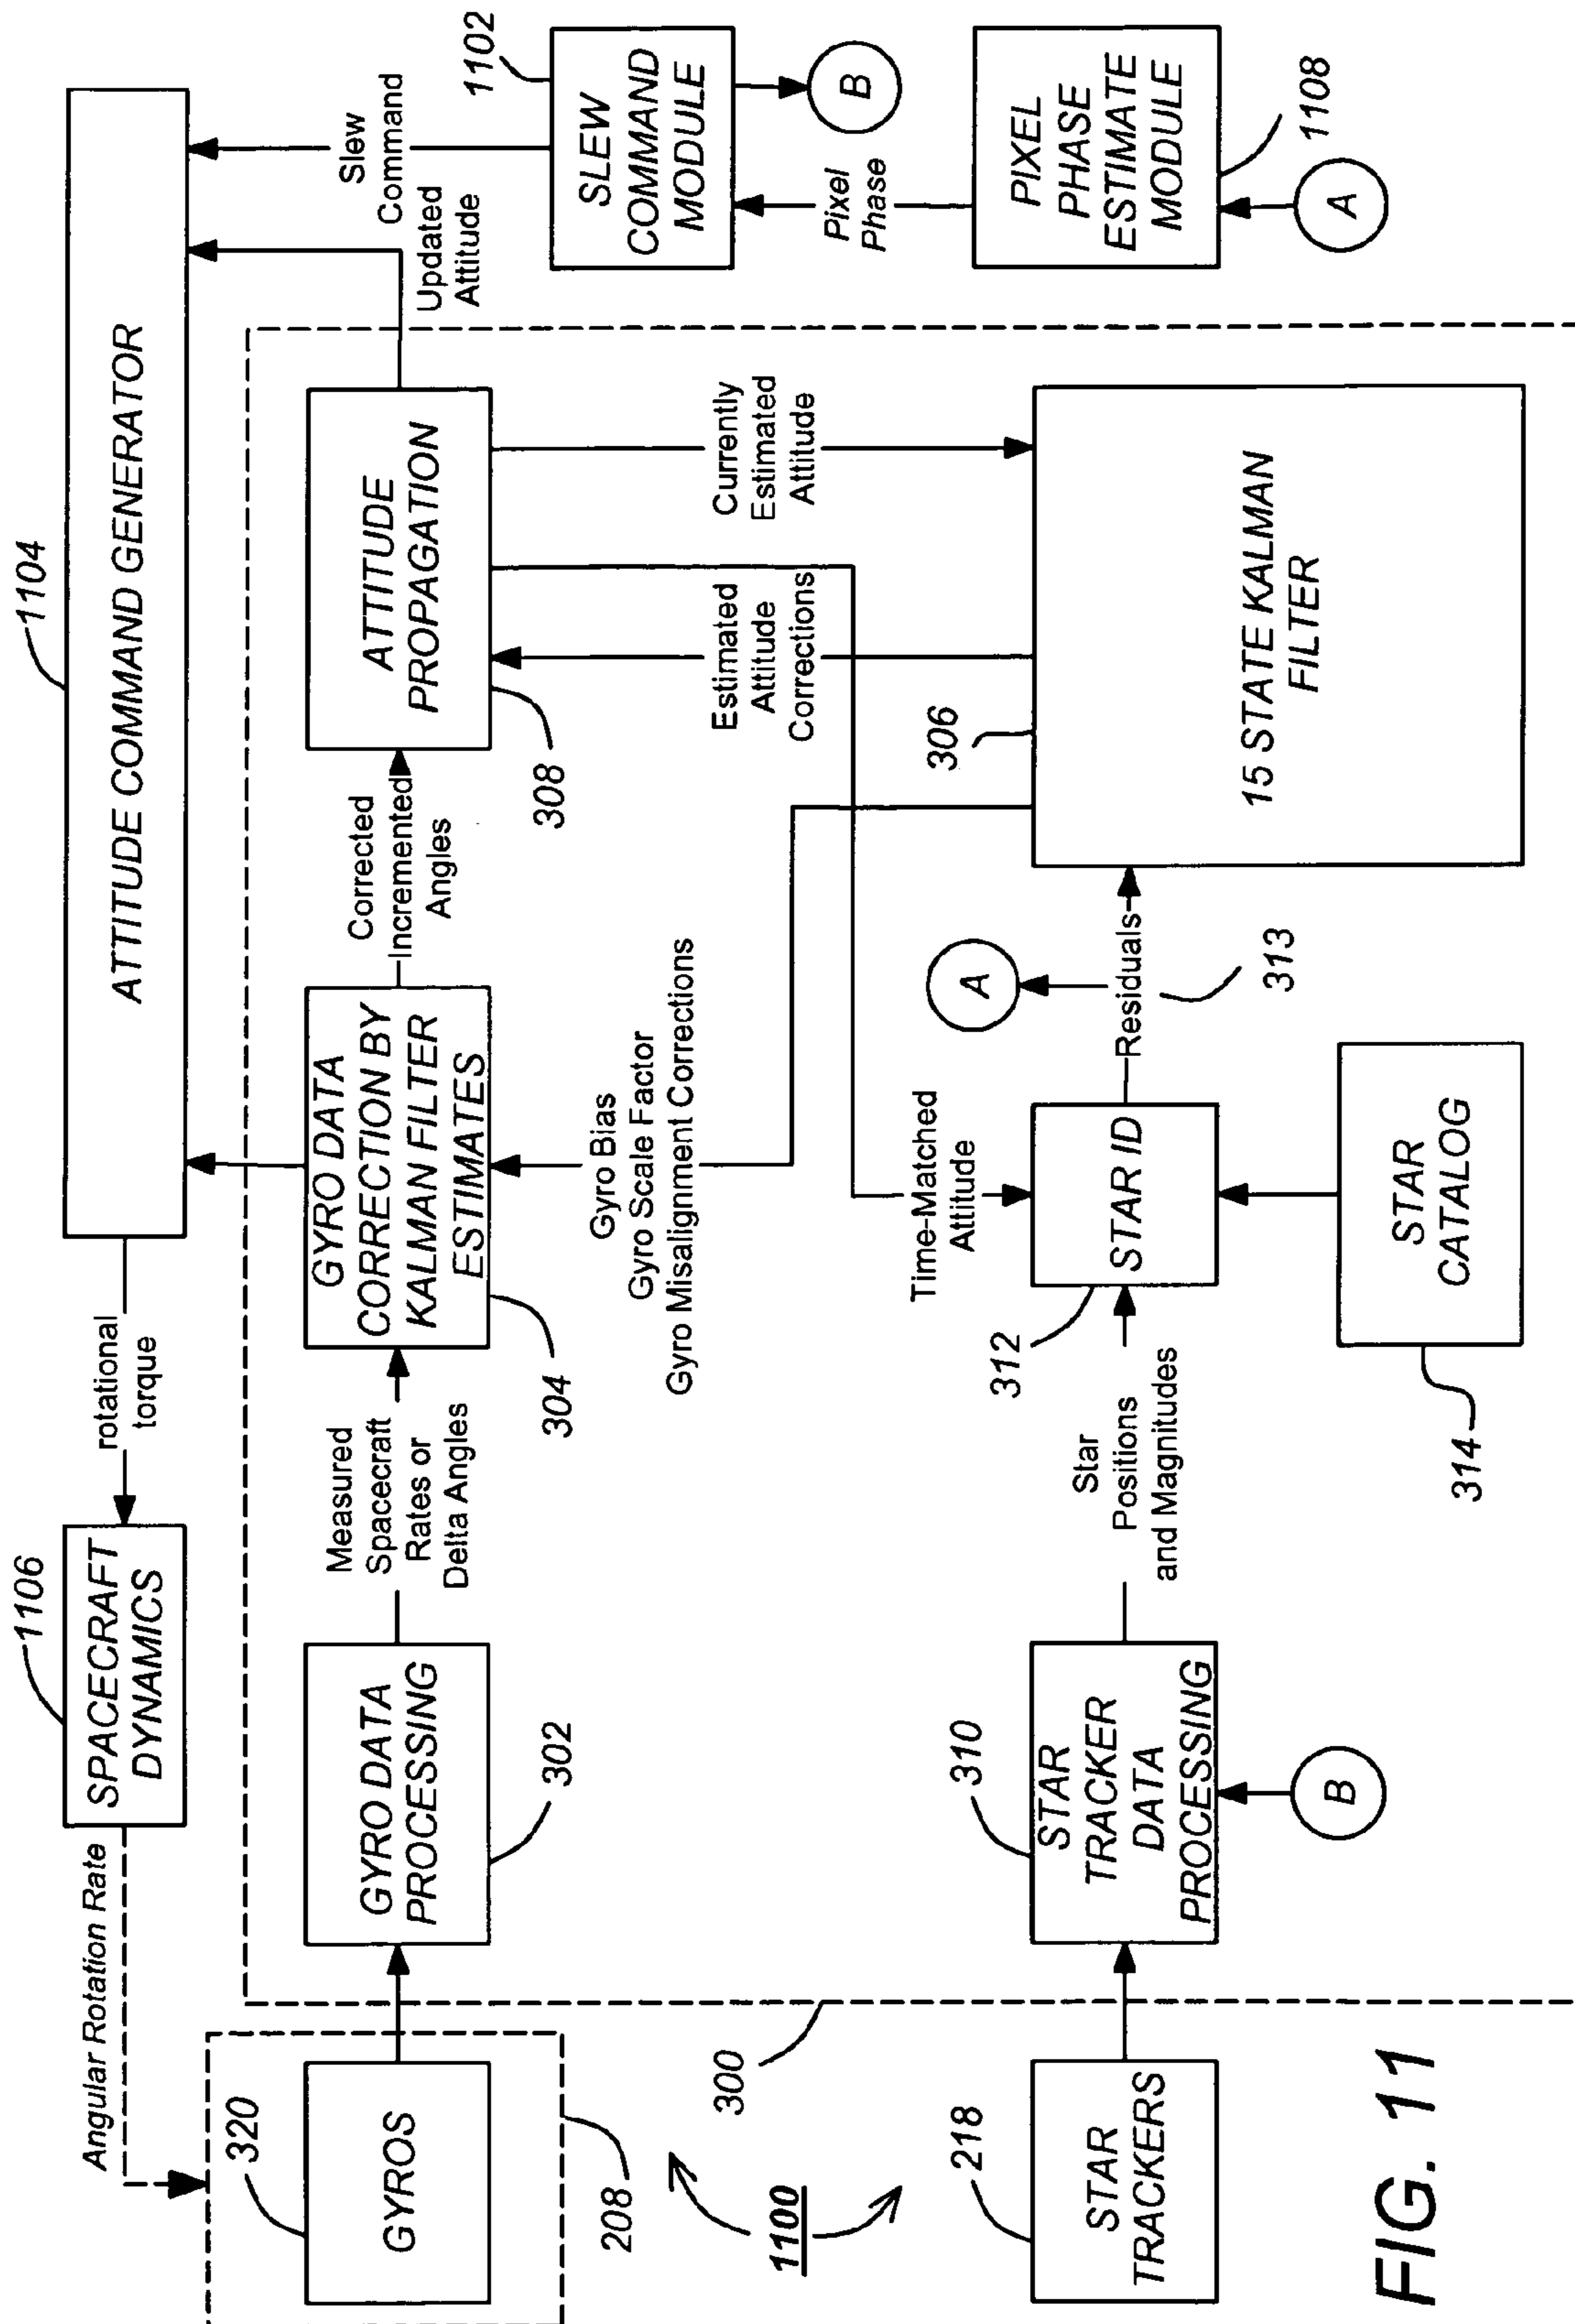 1106
SPACECRAFT
DYNAMICS
Angular Rotation Rate
rotational
torque
1104
ATTITUDE COMMAND GENERATOR
320
GYROS
208
GYRO DATA
PROCESSING
302
Measured
Spacecraft
Rates or
Delta Angles
GYRO DATA
CORRECTION BY
KALMAN FILTER
ESTIMATES
304
Corrected
Incremented
Angles
ATTITUDE
PROPAGATION
308
Updated
Attitude
Slew
Command
1102
SLEW
COMMAND
MODULE
B
Pixel
Phase
PIXEL
PHASE
ESTIMATE
MODULE
1108
A
Gyro Bias
Gyro Scale Factor
Gyro Misalignment Corrections
Estimated
Attitude
Corrections
Currently
Estimated
Attitude
300
1100
218
STAR
TRACKERS
310
STAR
TRACKER
DATA
PROCESSING
B
Star
Positions
and Magnitudes
Time-Matched
Attitude
312
STAR ID
A
Residuals
313
306
15 STATE KALMAN
FILTER
STAR
CATALOG
314
FIG. 11